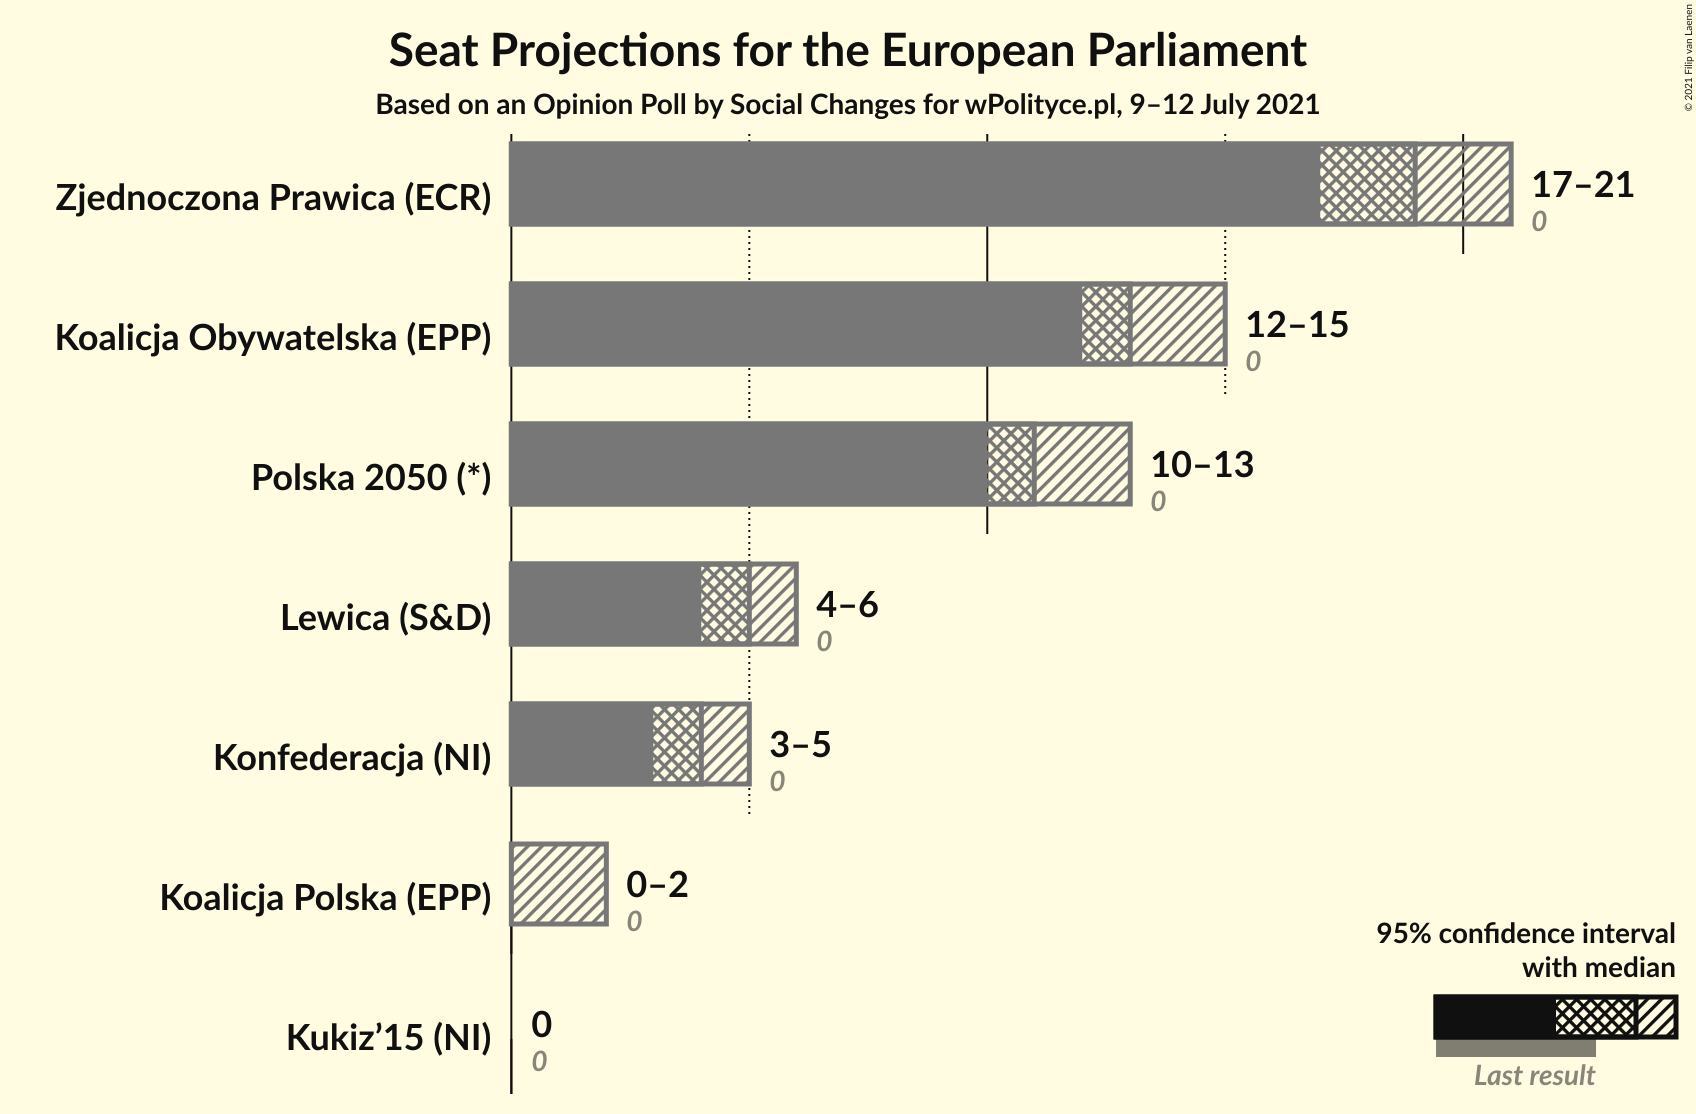 Seat Projections for the European Parliament
Based on an Opinion Poll by Social Changes for wPolityce.pl, 9–12 July 2021
© 2021 Filip van Laenen
Zjednoczona Prawica (ECR)
17–21
0
Koalicja Obywatelska (EPP)
12–15
0
Polska 2050 (*)
10–13
0
Lewica (S&D)
4–6
0
Konfederacja (NI)
3–5
0
Koalicja Polska (EPP)
0–2
0
Kukiz’15 (NI)
0
0
95% confidence interval
with median
Last result